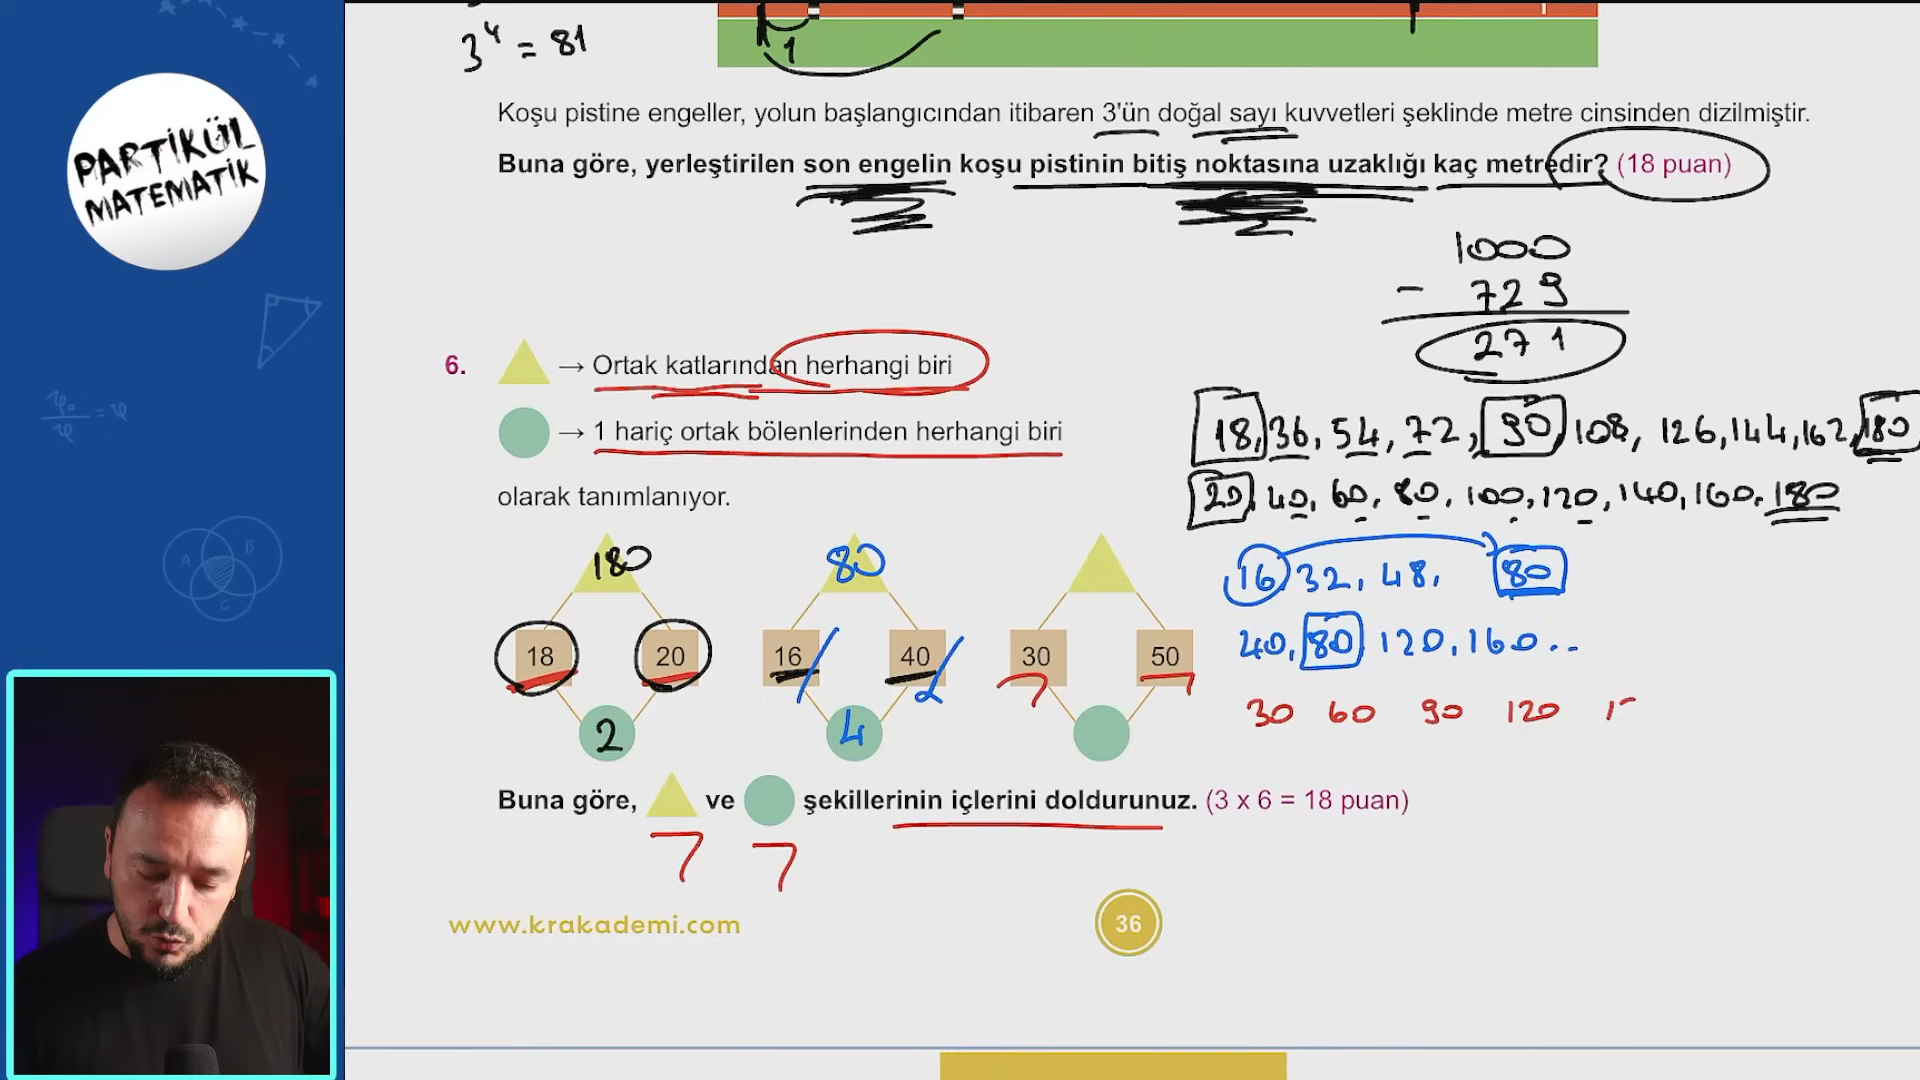 3⁴ = 81
1
PARTİKÜL
MATEMATİK
Koşu pistine engeller, yolun başlangıcından itibaren 3'ün doğal sayı kuvvetleri şeklinde metre cinsinden dizilmiştir.
Buna göre, yerleştirilen son engelin koşu pistinin bitiş noktasına uzaklığı kaç metredir? (18 puan)
1000
- 729
271
6. → Ortak katlarından herhangi biri
→ 1 hariç ortak bölenlerinden herhangi biri
olarak tanımlanıyor.
18, 36, 54, 72, 90, 108, 126, 144, 162, 180
20, 40, 60, 80, 100, 120, 140, 160, 180
180 80
16, 32, 48, 80
40, 80 120, 160...
18 20 16 40 30 50
30 60 90 120
2 4
Buna göre, ve şekillerinin içlerini doldurunuz. (3 x 6 = 18 puan)
www.krakademi.com
36
A
B
C